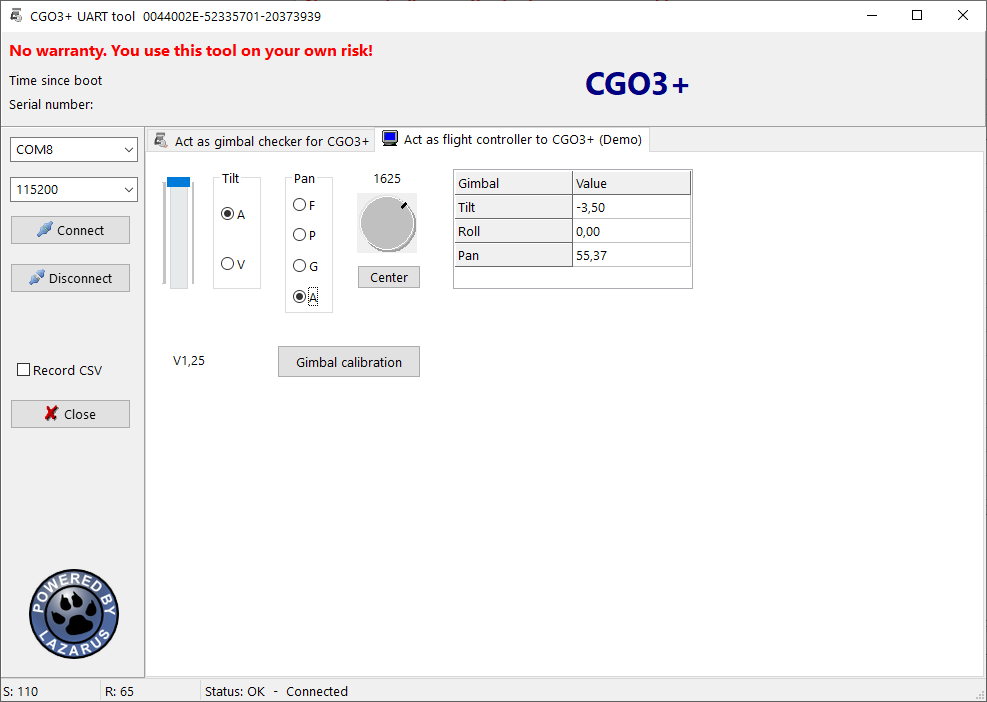 CGO3+ UART tool 0044002E-52335701-20373939
No warranty. You use this tool on your own risk!
Time since boot
Serial number:
CGO3+
COM8
115200
Connect
Disconnect
Record CSV
Close
POWERED BY
LAZARUS
Act as gimbal checker for CGO3+
Act as flight controller to CGO3+ (Demo)
Tilt
A
V
Pan
F
P
G
A
1625
Center
Gimbal Value
Tilt -3,50
Roll 0,00
Pan 55,37
V1,25
Gimbal calibration
S: 110 R: 65 Status: OK - Connected